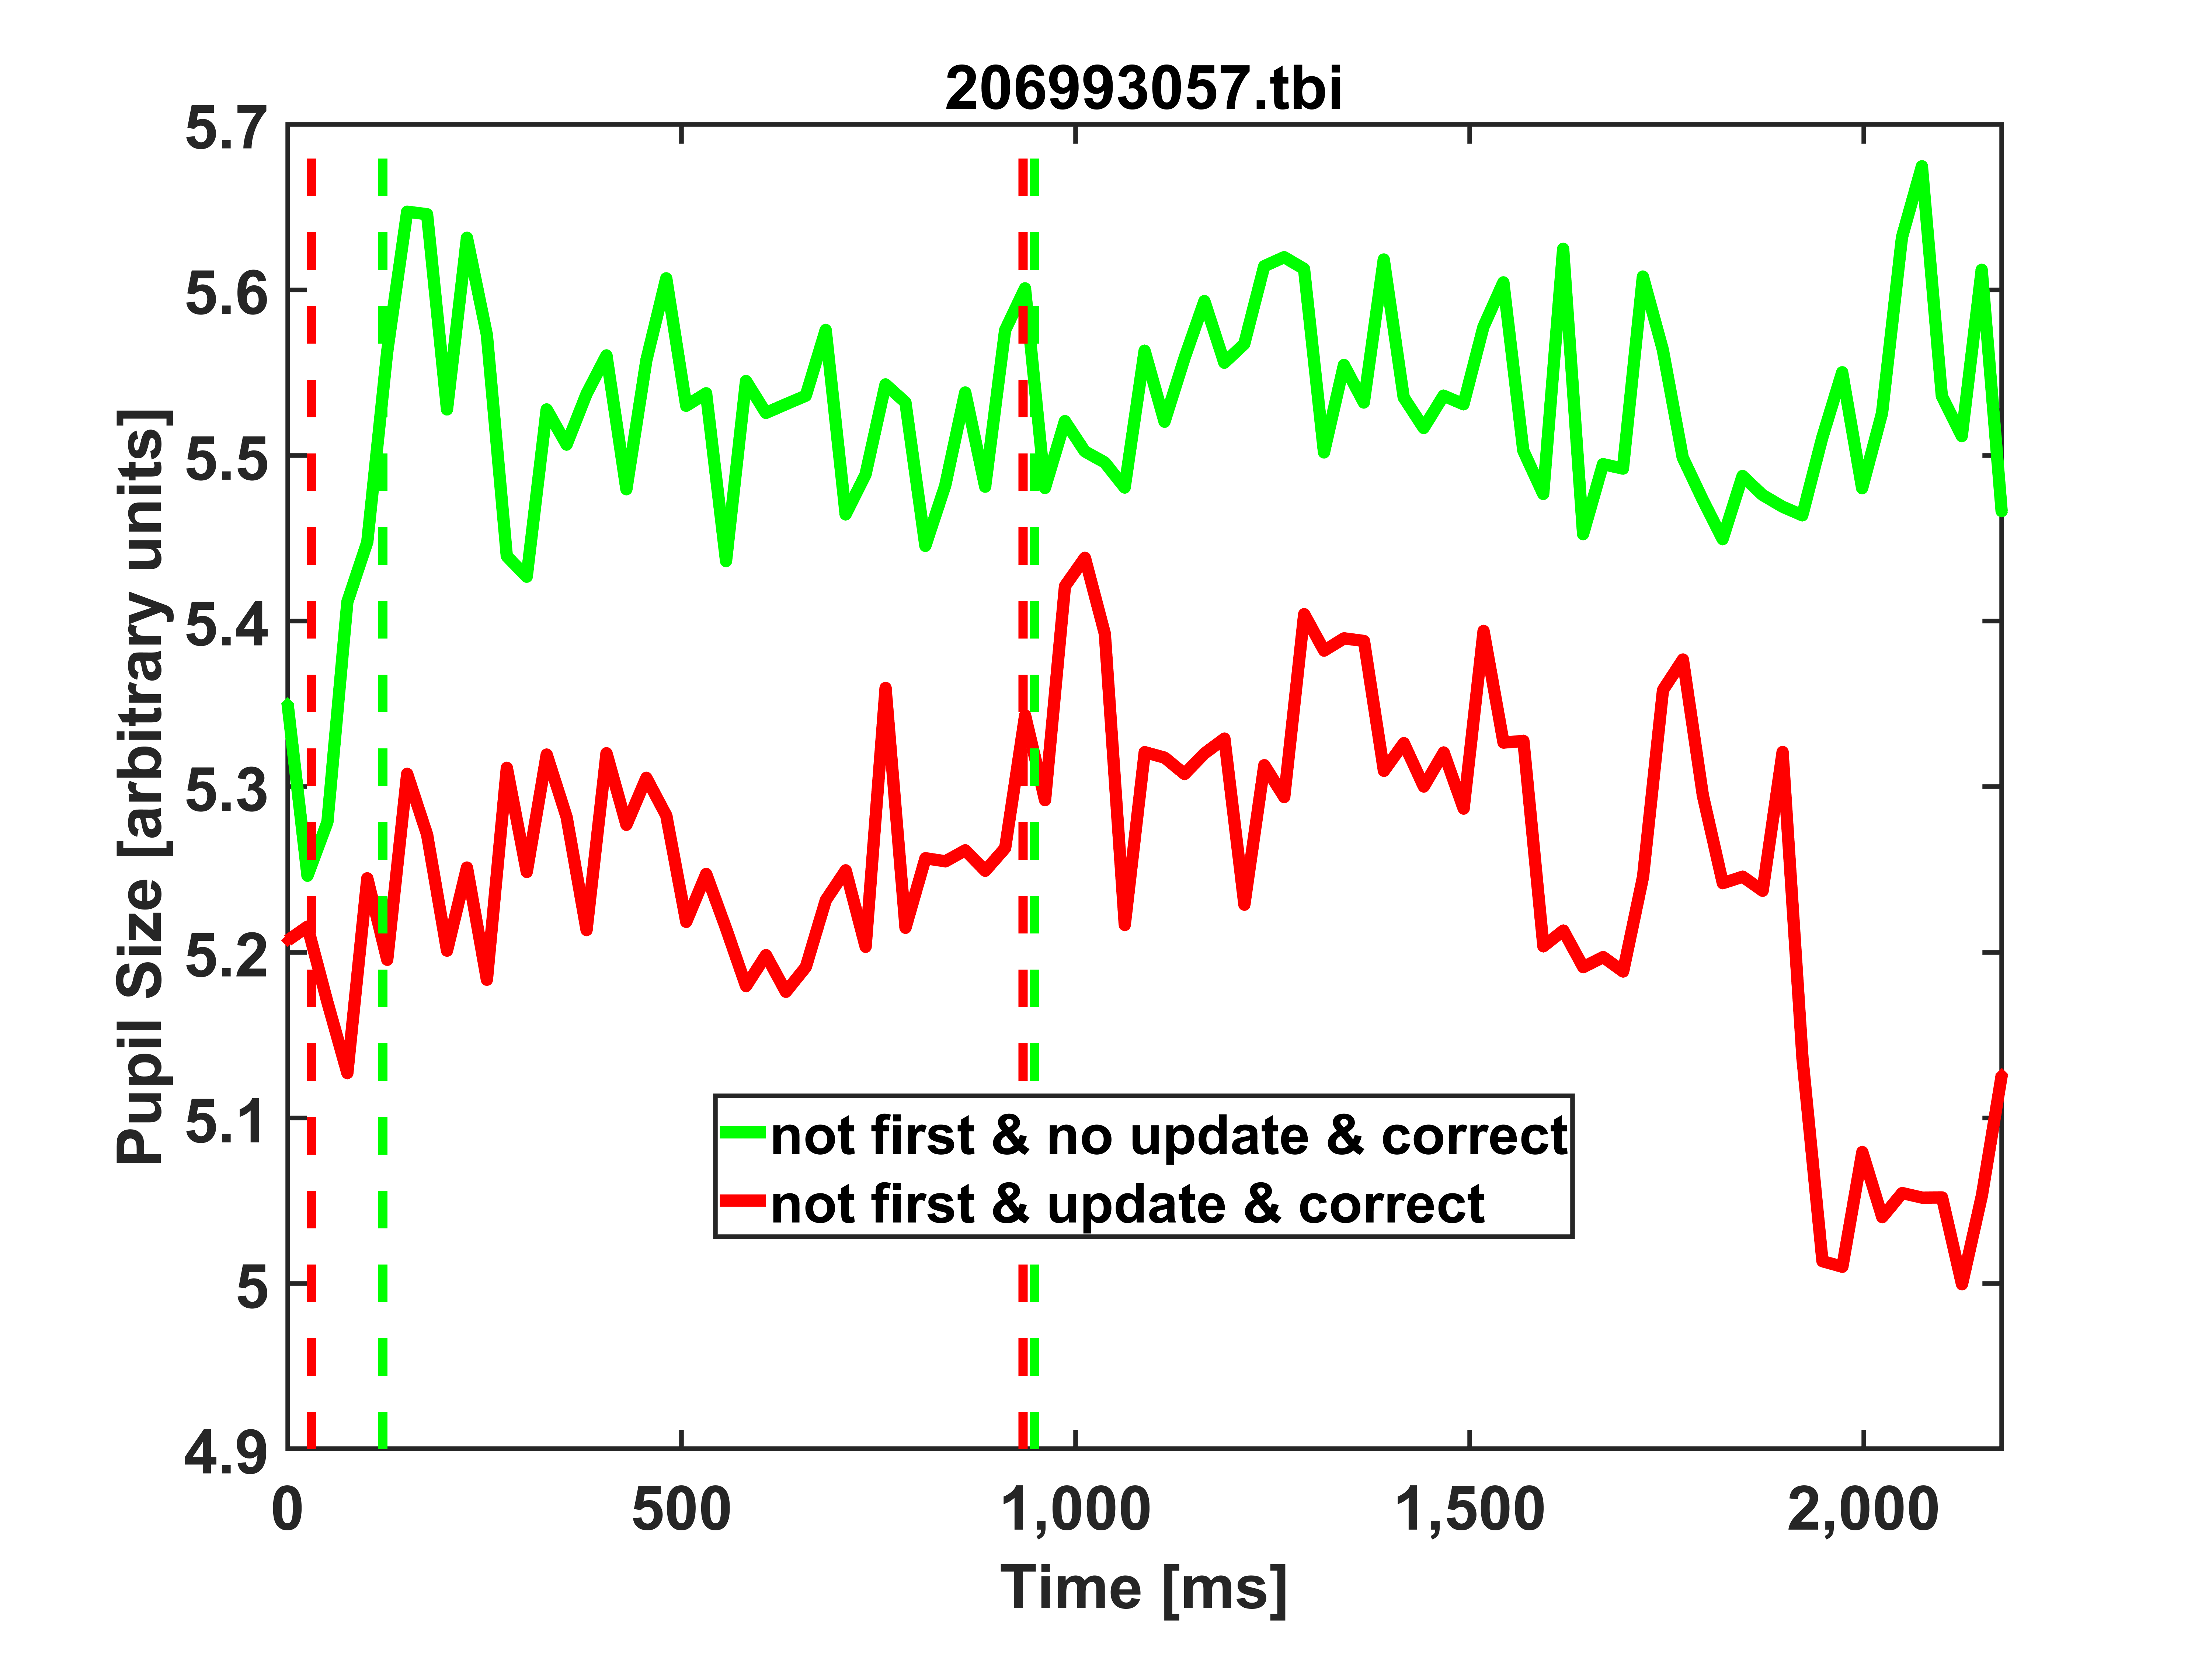 206993057.tbi
5.7
5.6
5.5
5.4
5.3
5.2
5.1
5
4.9
Pupil Size [arbitrary units]
not first & no update & correct
not first & update & correct
0 500 1,000 1,500 2,000
Time [ms]